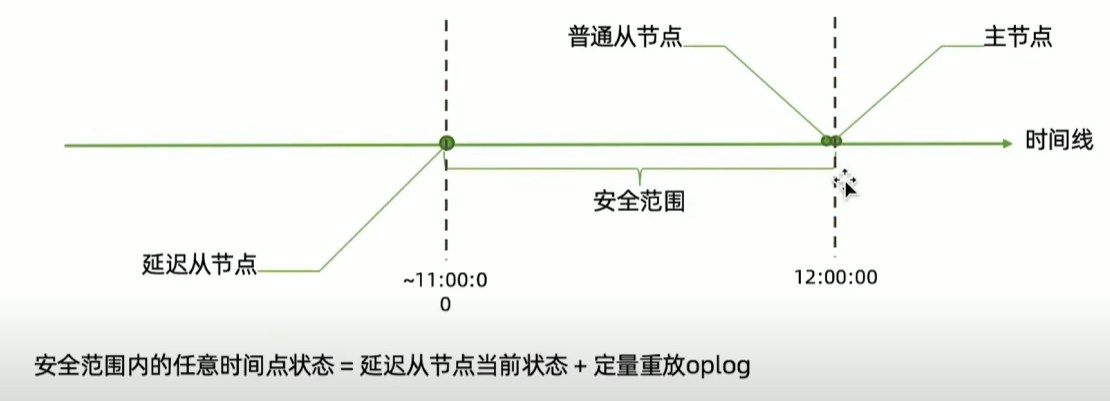 普通从节点
主节点
时间线
安全范围
延迟从节点
~11:00:0
0
12:00:00
安全范围内的任意时间点状态 = 延迟从节点当前状态 + 定量重放oplog